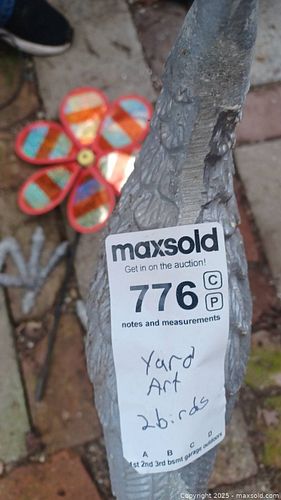 maxsold
Get in on the auction!
776 C
P
notes and measurements
Yard
Art
2birds
A B C D
1st 2nd 3rd bsmt garage outdoors
Copyright 2025 - maxsold.com